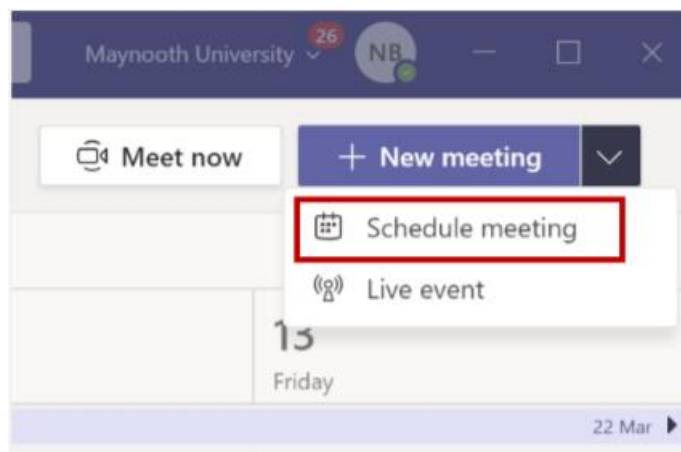 Maynooth University 26 NB
Meet now + New meeting
Schedule meeting
Live event
13
Friday
22 Mar